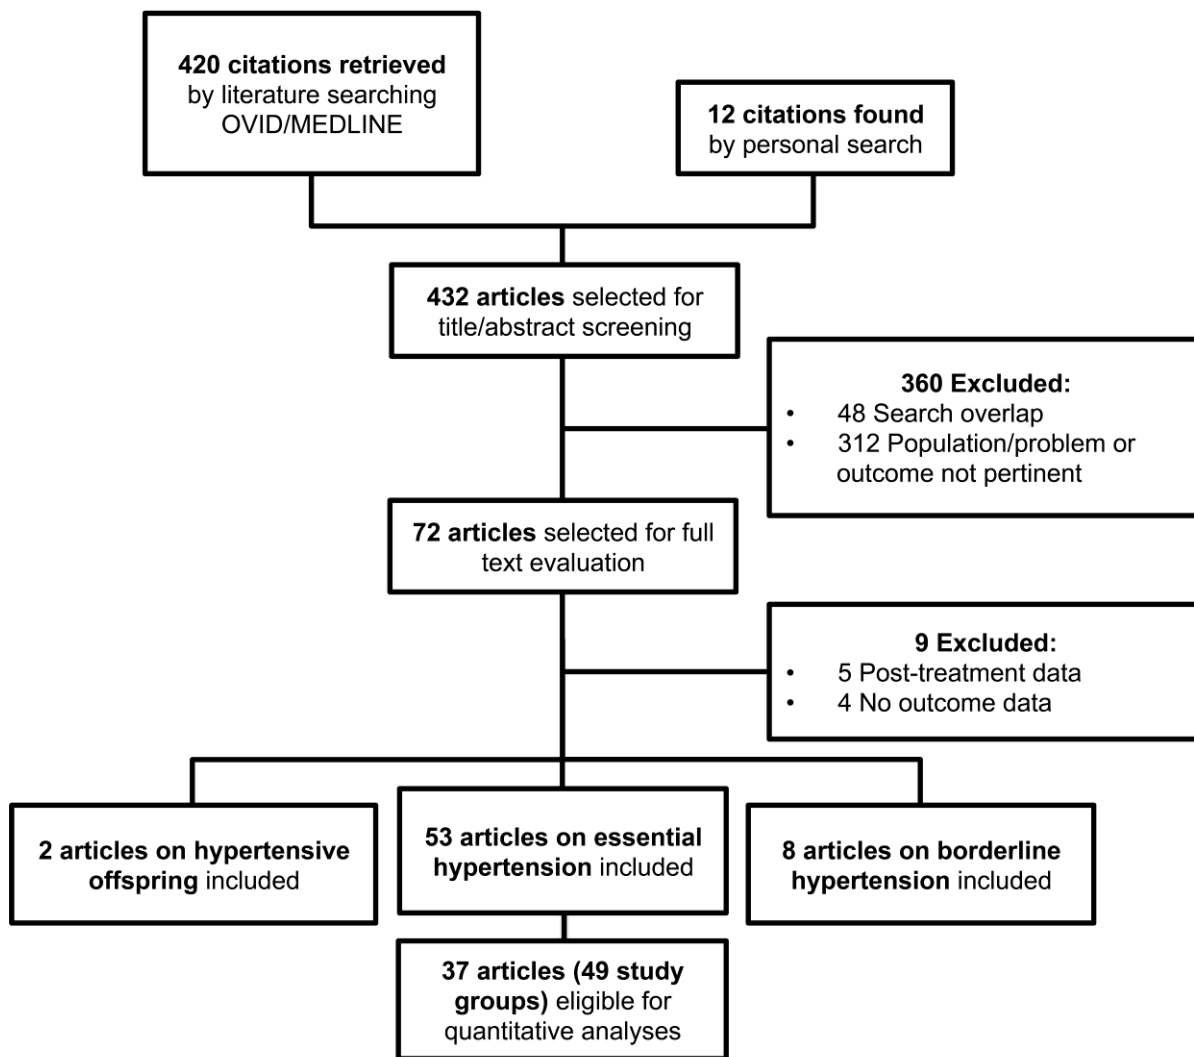 420 citations retrieved
by literature searching
OVID/MEDLINE
12 citations found
by personal search
432 articles selected for
title/abstract screening
360 Excluded:
• 48 Search overlap
• 312 Population/problem or
outcome not pertinent
72 articles selected for full
text evaluation
9 Excluded:
• 5 Post-treatment data
• 4 No outcome data
2 articles on hypertensive
offspring included
53 articles on essential
hypertension included
8 articles on borderline
hypertension included
37 articles (49 study
groups) eligible for
quantitative analyses